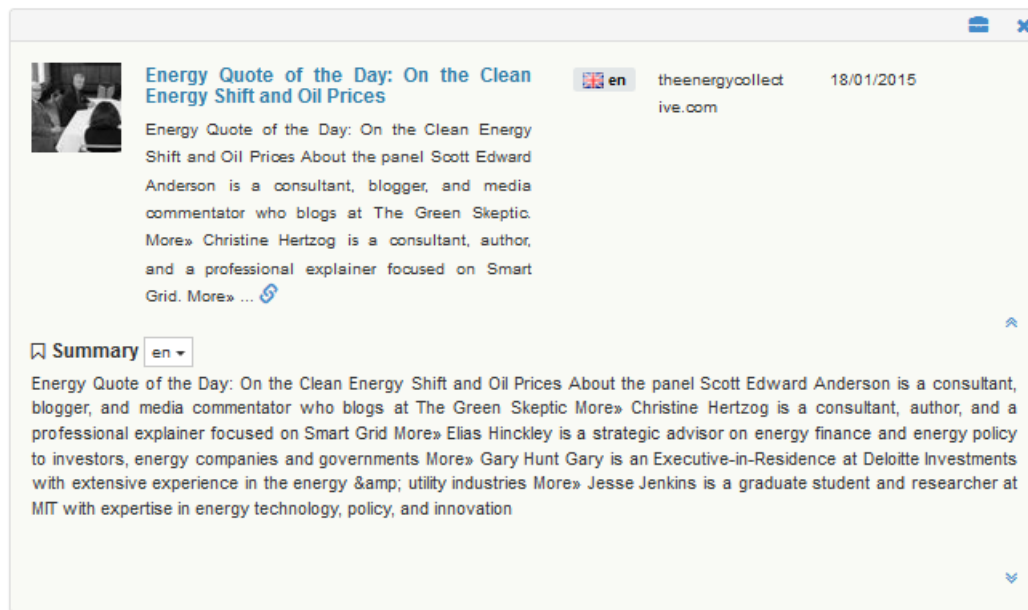 Energy Quote of the Day: On the Clean
Energy Shift and Oil Prices
en
theenergycollect
ive.com
18/01/2015
Energy Quote of the Day: On the Clean Energy
Shift and Oil Prices About the panel Scott Edward
Anderson is a consultant, blogger, and media
commentator who blogs at The Green Skeptic.
More» Christine Hertzog is a consultant, author,
and a professional explainer focused on Smart
Grid. More» ...
Summary en
Energy Quote of the Day: On the Clean Energy Shift and Oil Prices About the panel Scott Edward Anderson is a consultant,
blogger, and media commentator who blogs at The Green Skeptic More» Christine Hertzog is a consultant, author, and a
professional explainer focused on Smart Grid More» Elias Hinckley is a strategic advisor on energy finance and energy policy
to investors, energy companies and governments More» Gary Hunt Gary is an Executive-in-Residence at Deloitte Investments
with extensive experience in the energy &amp; utility industries More» Jesse Jenkins is a graduate student and researcher at
MIT with expertise in energy technology, policy, and innovation